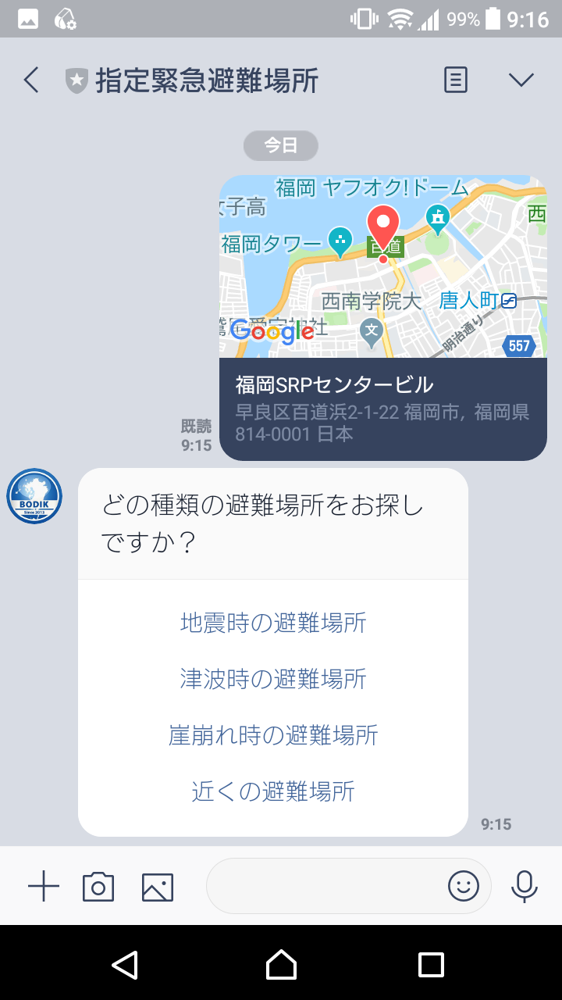 99% 9:16
指定緊急避難場所
今日
福岡 ヤフオク!ドーム
女子高
西
福岡タワー
百道
西南学院大
唐人町
Google
文
明治通り
557
福岡SRPセンタービル
早良区百道浜2-1-22 福岡市, 福岡県
814-0001 日本
既読
9:15
BODIK
Since 2013
どの種類の避難場所をお探し
ですか？
地震時の避難場所
津波時の避難場所
崖崩れ時の避難場所
近くの避難場所
9:15